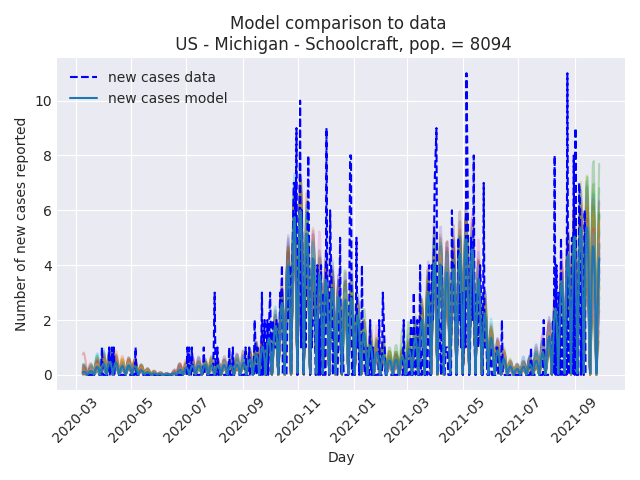 Model comparison to data
US - Michigan - Schoolcraft, pop. = 8094
new cases data
new cases model
Number of new cases reported
10
8
6
4
2
0
2020-03
2020-05
2020-07
2020-09
2020-11
2021-01
2021-03
2021-05
2021-07
2021-09
Day